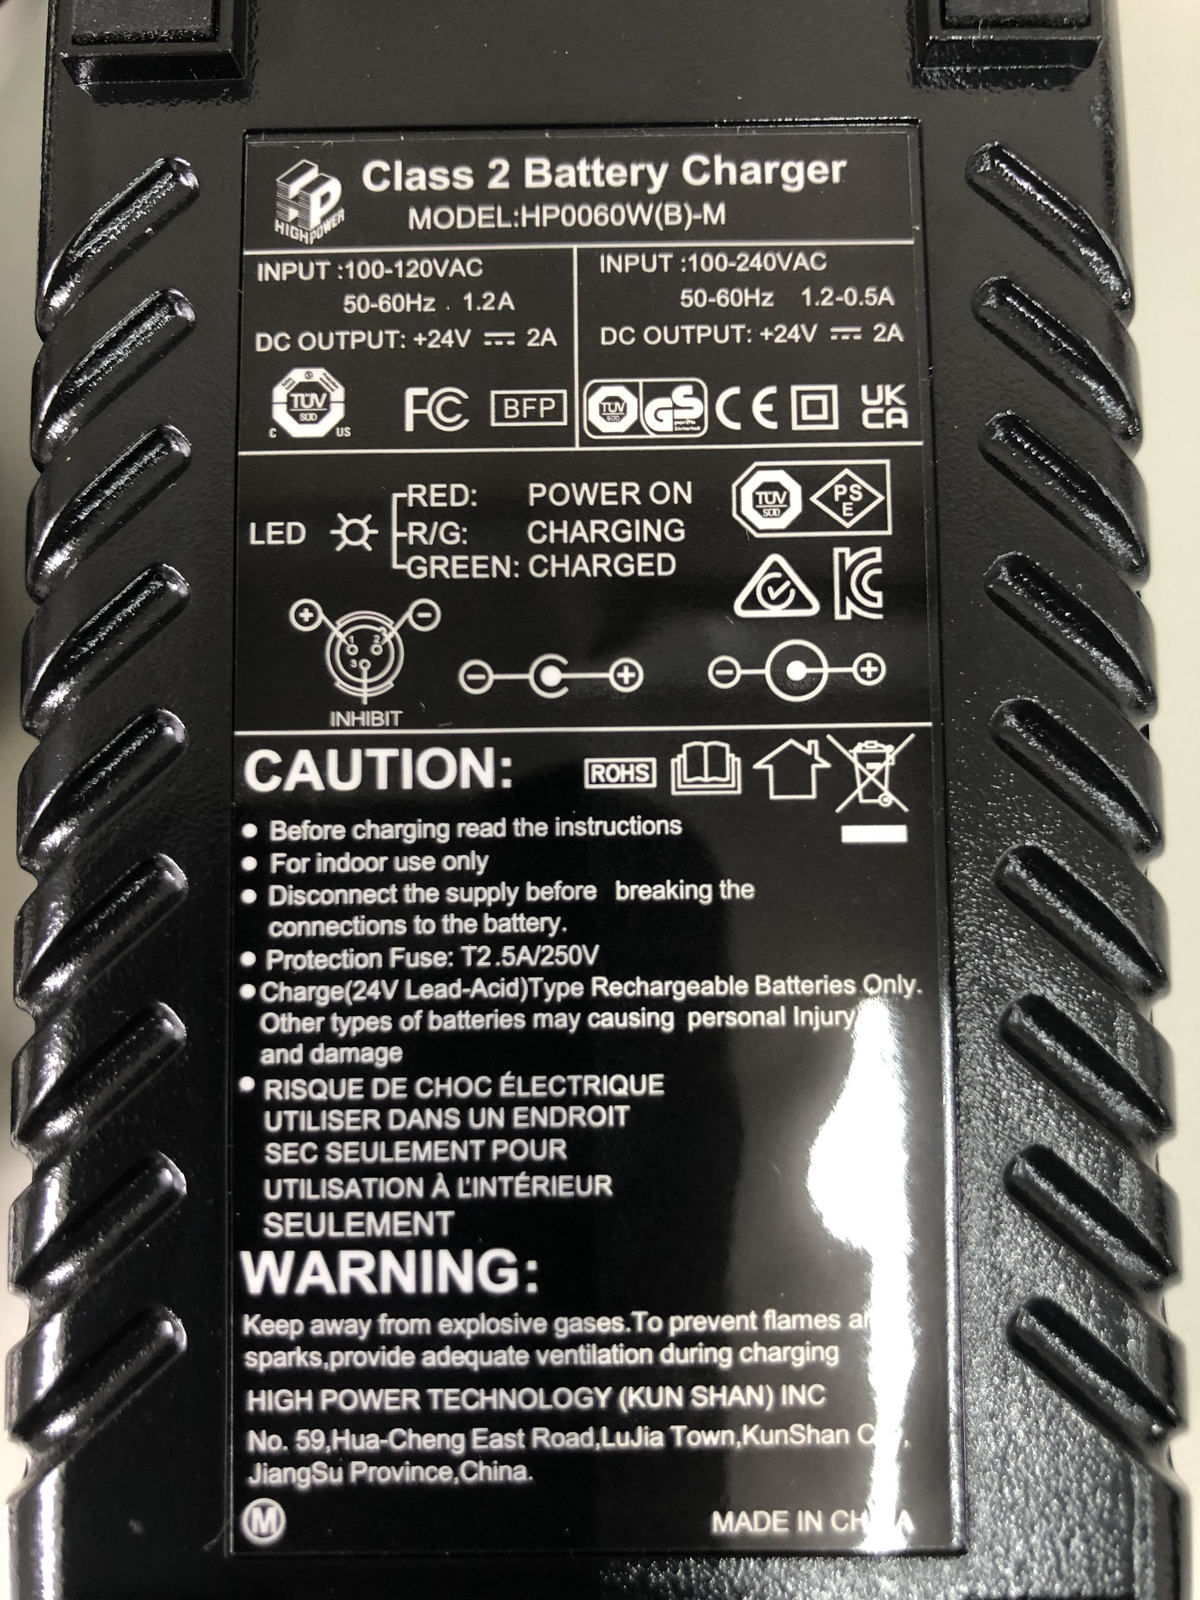 HP
HIGHPOWER
Class 2 Battery Charger
MODEL:HP0060W(B)-M
INPUT :100-120VAC
50-60Hz . 1.2A
DC OUTPUT: +24V ⎓ 2A
INPUT :100-240VAC
50-60Hz 1.2-0.5A
DC OUTPUT: +24V ⎓ 2A
TÜV
SÜD
C US
FC
BFP
TÜV
SÜD
GS
CE
UK
CA
LED
RED: POWER ON
R/G: CHARGING
GREEN: CHARGED
TÜV
SÜD
PS
E
KC
+ −
1 2
3
INHIBIT
− +
− +
CAUTION:
ROHS
• Before charging read the instructions
• For indoor use only
• Disconnect the supply before breaking the
connections to the battery.
• Protection Fuse: T2.5A/250V
• Charge(24V Lead-Acid)Type Rechargeable Batteries Only.
Other types of batteries may causing personal Injury
and damage
• RISQUE DE CHOC ÉLECTRIQUE
UTILISER DANS UN ENDROIT
SEC SEULEMENT POUR
UTILISATION À L'INTÉRIEUR
SEULEMENT
WARNING:
Keep away from explosive gases.To prevent flames
sparks,provide adequate ventilation during charging
HIGH POWER TECHNOLOGY (KUN SHAN) INC
No. 59,Hua-Cheng East Road,LuJia Town,KunShan
JiangSu Province,China.
M
MADE IN CHINA